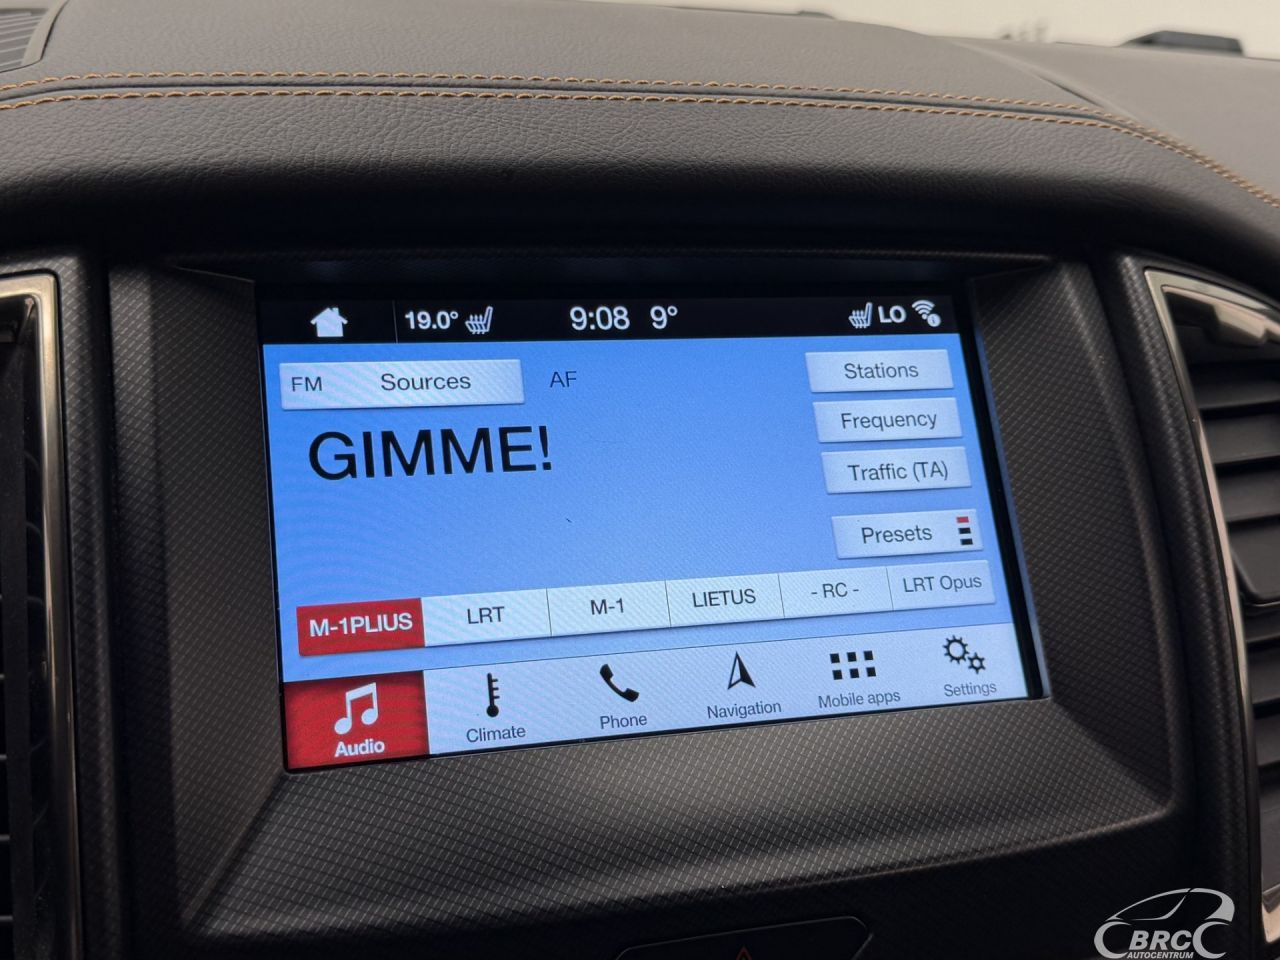 19.0° 9:08 9° LO
FM Sources AF Stations
GIMME! Frequency
Traffic (TA)
Presets
M-1PLIUS LRT M-1 LIETUS - RC - LRT Opus
Audio Climate Phone Navigation Mobile apps Settings
BRC
AUTOCENTRUM